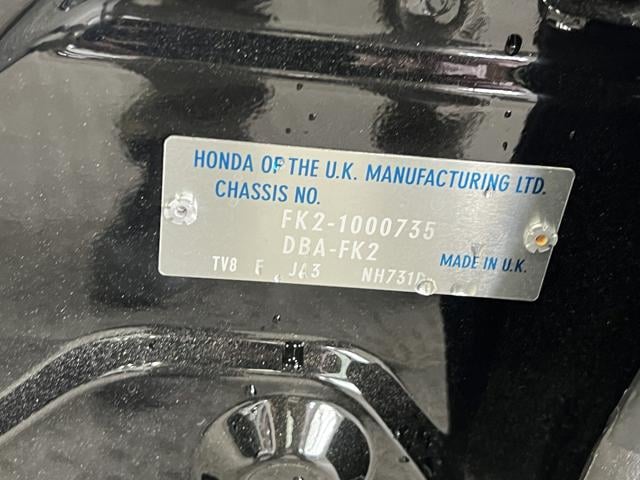 HONDA OF THE U.K. MANUFACTURING LTD.
CHASSIS NO.
FK2-1000735
DBA-FK2
MADE IN U.K.
TV8 F JA3 NH731P